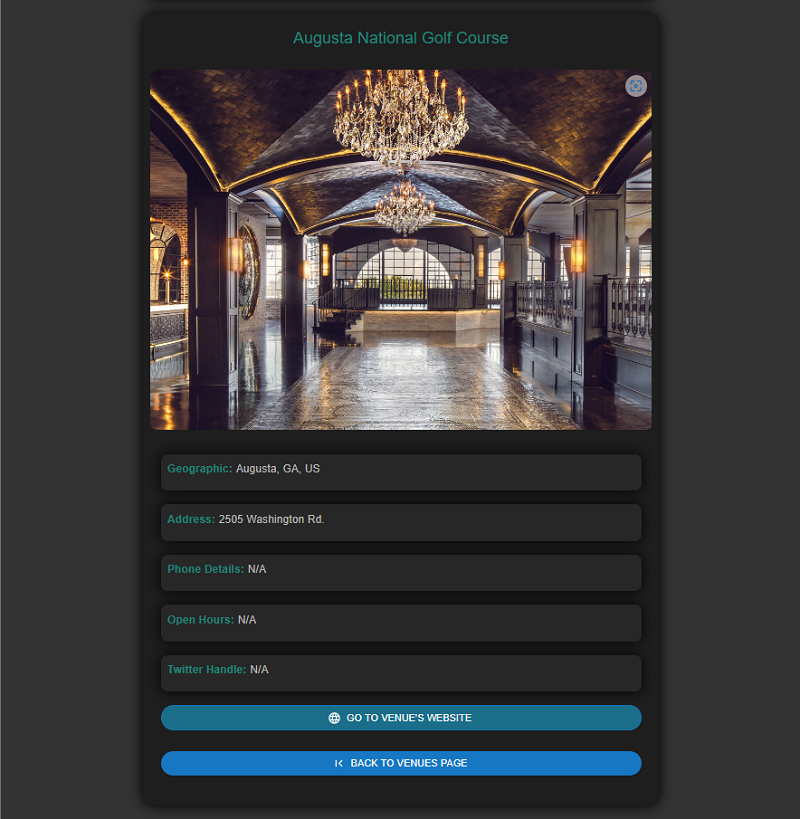 Augusta National Golf Course
Geographic: Augusta, GA, US
Address: 2505 Washington Rd.
Phone Details: N/A
Open Hours: N/A
Twitter Handle: N/A
GO TO VENUE'S WEBSITE
BACK TO VENUES PAGE